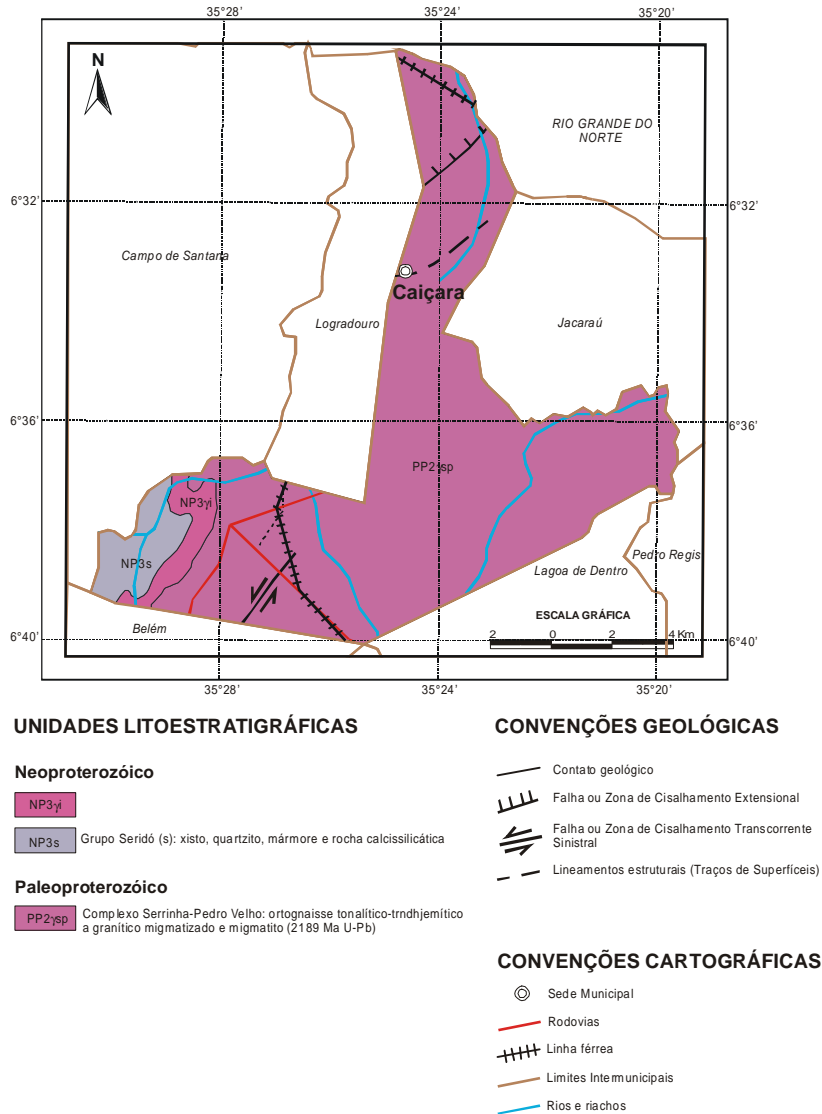 35°28’
35°24’
35°20’
N
RIO GRANDE DO
NORTE
6°32’
6°32’
Campo de Santana
Caiçara
Logradouro
Jacaraú
6°36’
6°36’
PP2γsp
NP3γi
NP3s
Pedro Regis
Lagoa de Dentro
ESCALA GRÁFICA
Belém
2 0 2 4 Km
6°40’
6°40’
35°28’
35°24’
35°20’
UNIDADES LITOESTRATIGRÁFICAS
Neoproterozóico
NP3γi
NP3s Grupo Seridó (s): xisto, quartzito, mármore e rocha calcissilicática
Paleoproterozóico
PP2γsp Complexo Serrinha-Pedro Velho: ortognaisse tonalítico-trndhjemítico
a granítico migmatizado e migmatito (2189 Ma U-Pb)
CONVENÇÕES GEOLÓGICAS
Contato geológico
Falha ou Zona de Cisalhamento Extensional
Falha ou Zona de Cisalhamento Transcorrente
Sinistral
Lineamentos estruturais (Traços de Superfíceis)
CONVENÇÕES CARTOGRÁFICAS
Sede Municipal
Rodovias
Linha férrea
Limites Intermunicipais
Rios e riachos